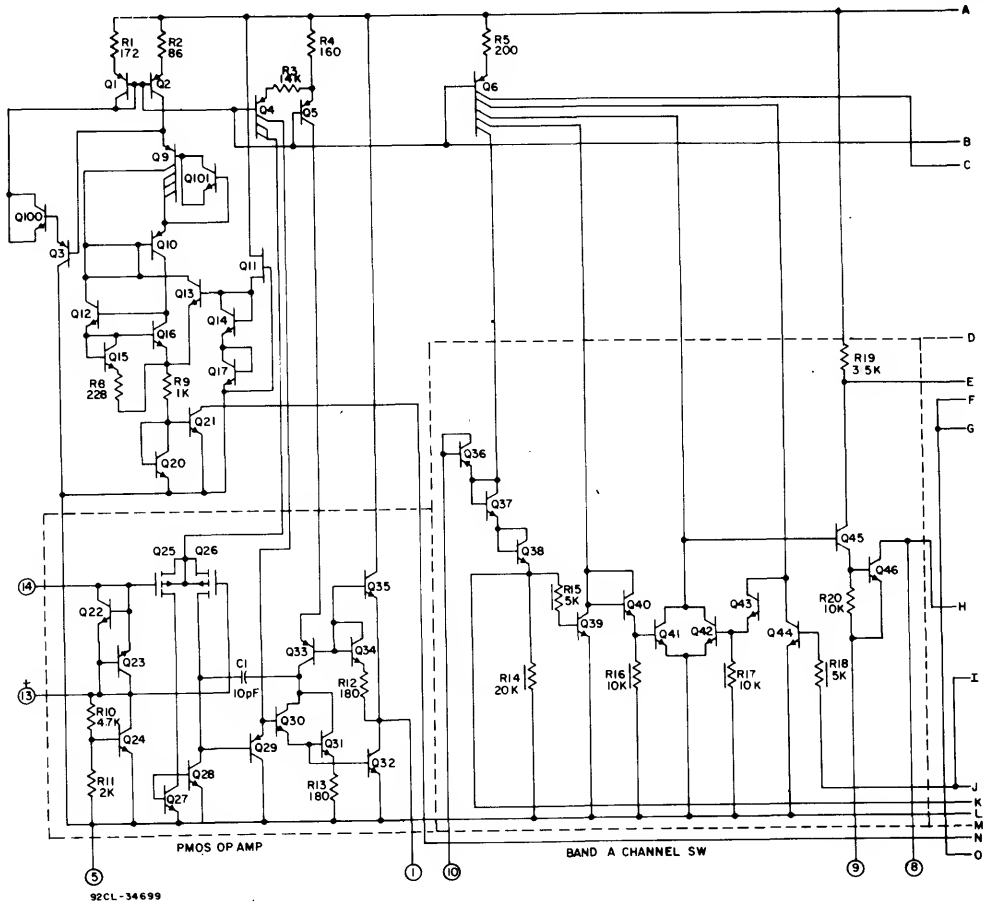 A
R1
172
R2
86
R4
160
R5
200
R3
14K
Q1
Q2
Q4
Q5
Q6
B
C
Q9
Q101
Q100
Q3
Q10
Q11
Q13
Q12
Q14
Q16
Q15
Q17
R8
228
R9
1K
Q21
Q20
D
R19
3.5K
E
F
G
Q36
Q37
Q38
Q45
Q46
Q25
Q26
14
Q22
Q23
Q35
R15
5K
Q40
Q43
R20
10K
Q39
Q41
Q42
Q44
H
Q33
Q34
+
13
C1
10pF
R12
180
R14
20K
R16
10K
R17
10K
R18
5K
I
R10
4.7K
Q24
Q30
Q31
Q29
Q32
R11
2K
Q28
Q27
R13
180
J
K
L
M
N
O
PMOS OP AMP
BAND A CHANNEL SW
5
1
10
9
8
92CL-34699